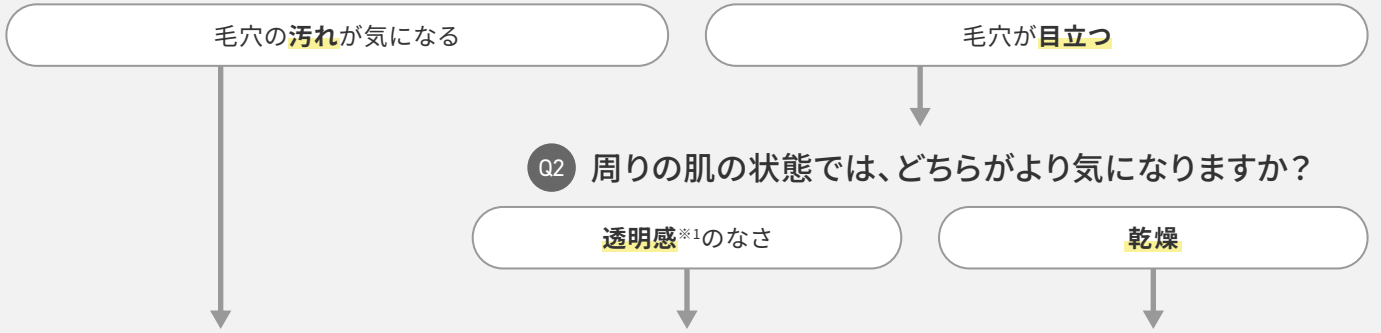 毛穴の汚れが気になる
毛穴が目立つ
Q2 周りの肌の状態では、どちらがより気になりますか？
透明感※1のなさ
乾燥